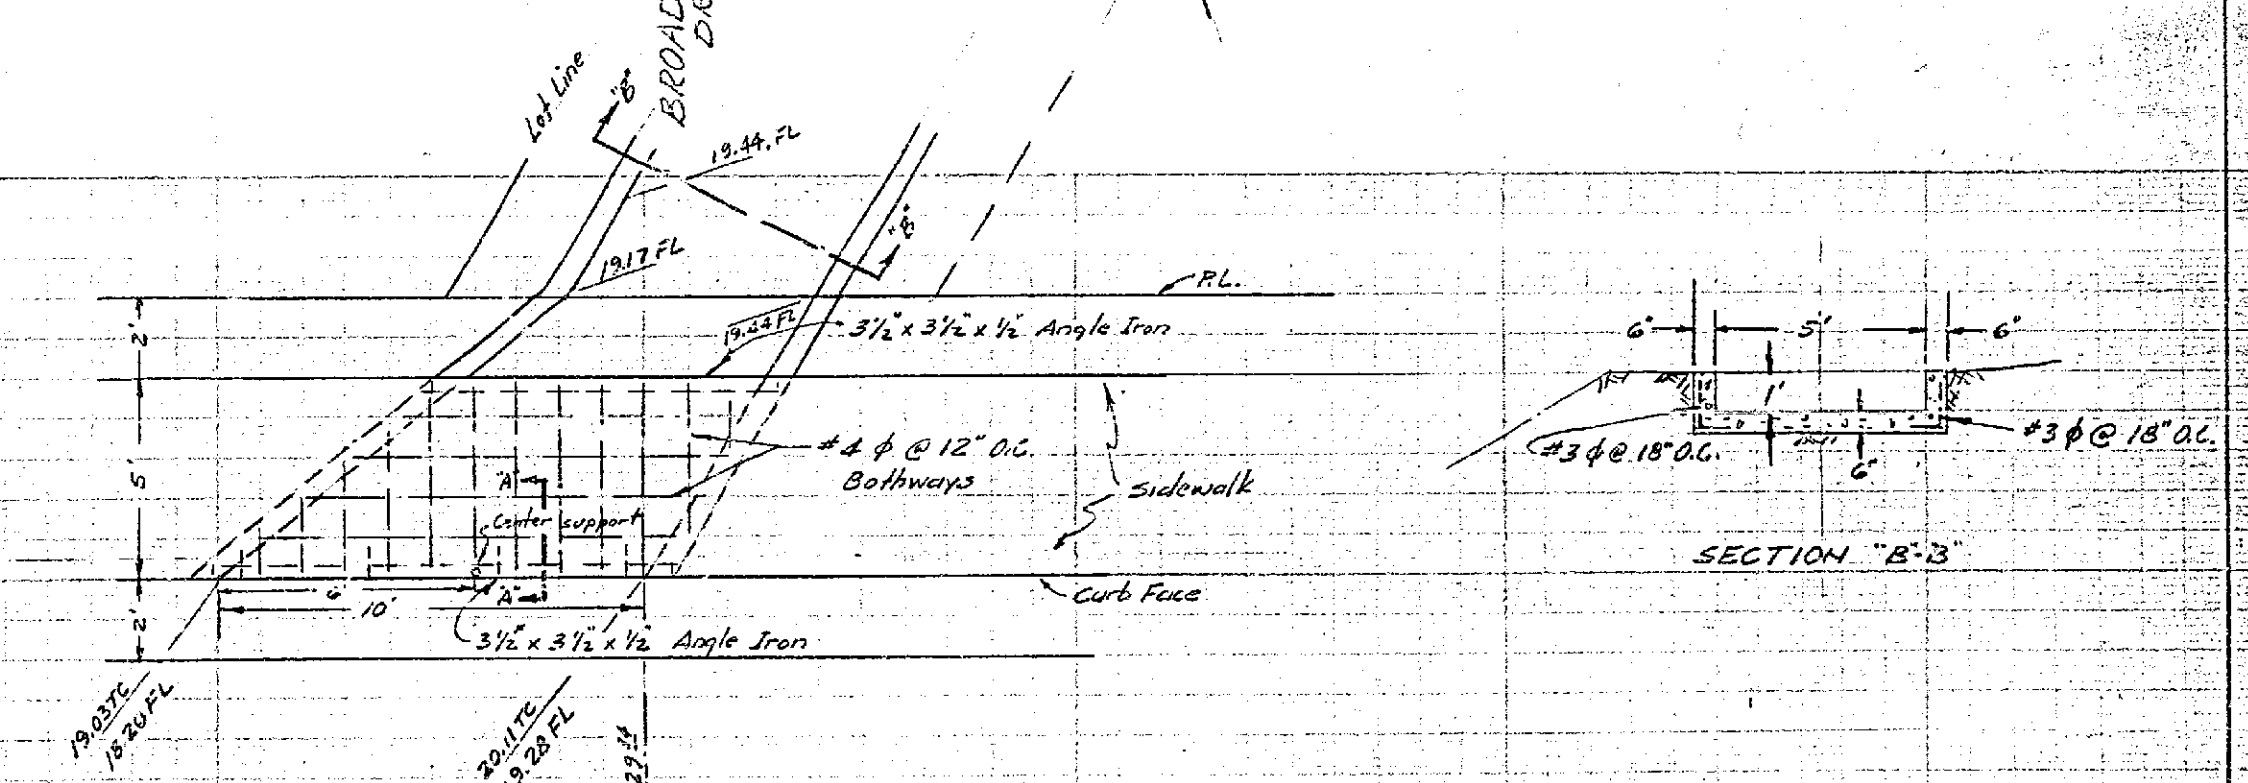 BROAD
DR
Lot Line
"B"
19.44 FL
"B"
19.17 FL
P.L.
19.44 FL
3½" x 3½" x ½" Angle Iron
2'
6"
5'
6"
1'
#3 ϕ @ 18" O.C.
#3 ϕ @ 18" O.C.
6"
#4 ϕ @ 12" O.C.
Bothways
5'
"A"
Sidewalk
Center support
SECTION "B-B"
6'
"A"
10'
Curb Face
2'
3½" x 3½" x ½" Angle Iron
19.03 TC
18.20 FL
20.11 TC
19.28 FL